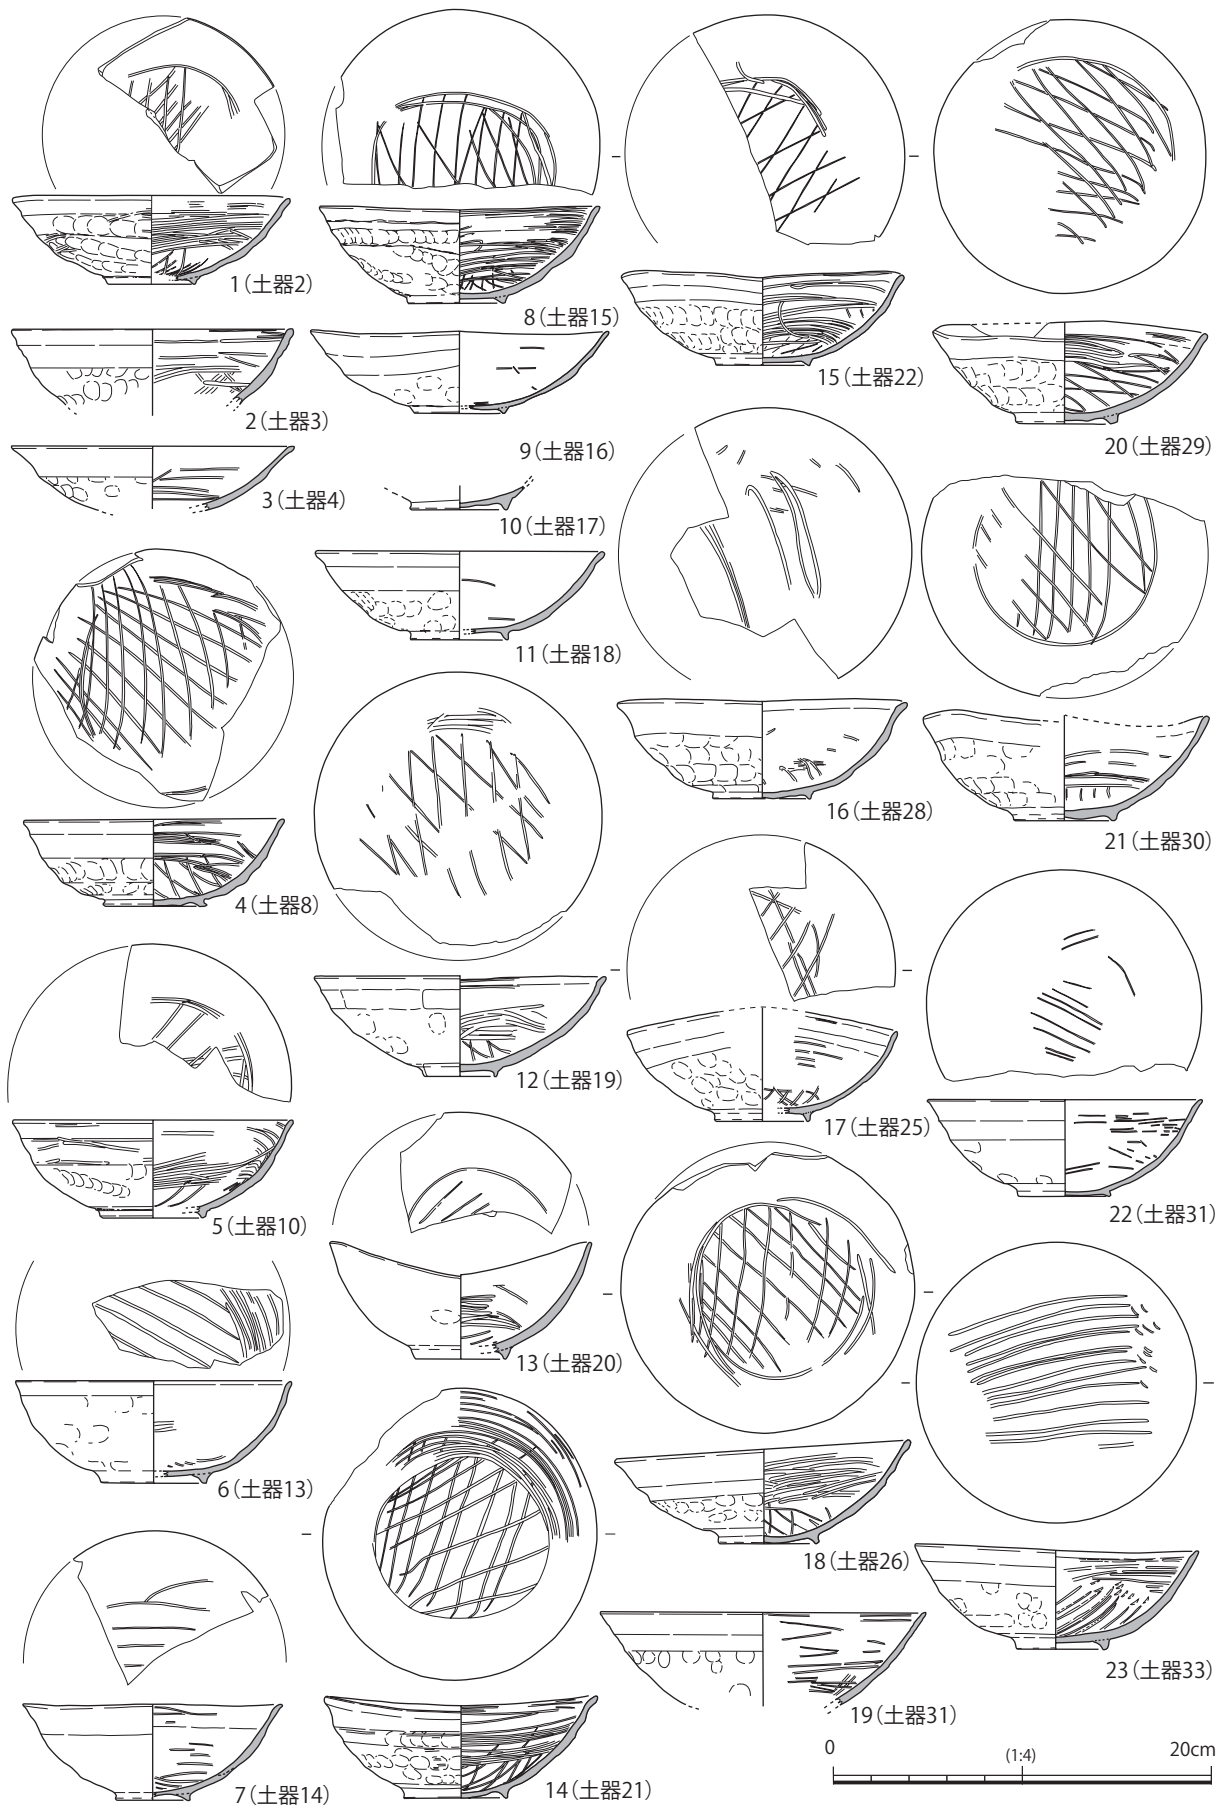 1（土器2）
2（土器3）
3（土器4）
4（土器8）
5（土器10）
6（土器13）
7（土器14）
8（土器15）
9（土器16）
10（土器17）
11（土器18）
12（土器19）
13（土器20）
14（土器21）
15（土器22）
16（土器28）
17（土器25）
18（土器26）
19（土器31）
20（土器29）
21（土器30）
22（土器31）
23（土器33）
0 (1:4) 20cm